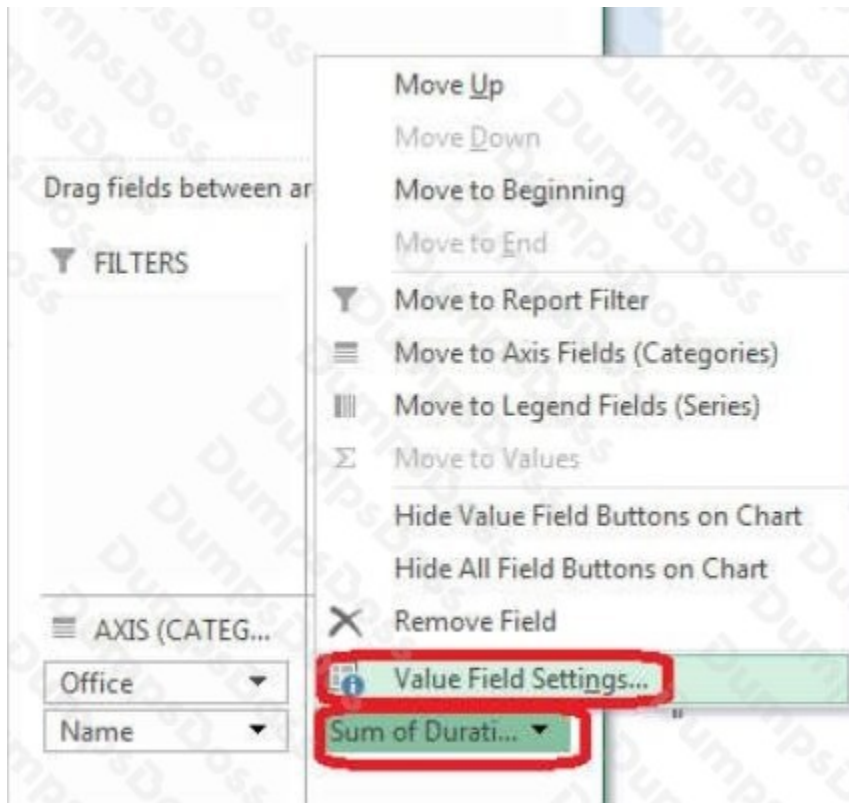 Move Up
Move Down
Drag fields between ar
Move to Beginning
Move to End
FILTERS
Move to Report Filter
Move to Axis Fields (Categories)
Move to Legend Fields (Series)
Σ Move to Values
Hide Value Field Buttons on Chart
Hide All Field Buttons on Chart
AXIS (CATEG...
Remove Field
Office
Value Field Settings...
Name
Sum of Durati...
DumpsDoss